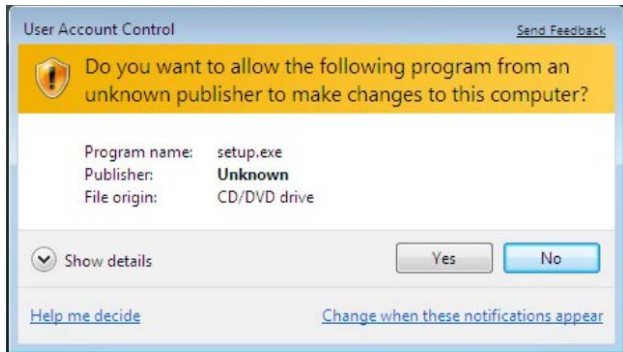 User Account Control
Send Feedback
Do you want to allow the following program from an
unknown publisher to make changes to this computer?
Program name: setup.exe
Publisher: Unknown
File origin: CD/DVD drive
Show details
Yes
No
Help me decide
Change when these notifications appear